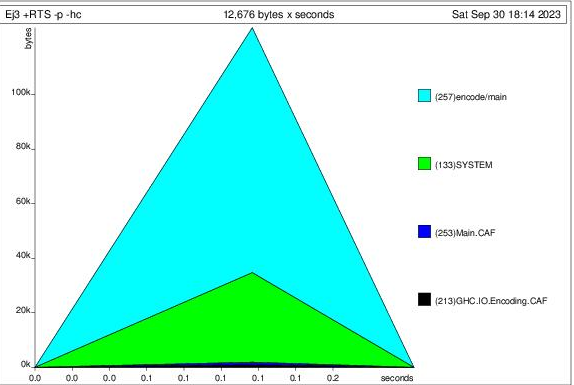 Ej3 +RTS -p -hc 12,676 bytes x seconds Sat Sep 30 18:14 2023
bytes
100k
80k
60k
40k
20k
0k
0.0 0.0 0.0 0.1 0.1 0.1 0.1 0.1 0.2 seconds
(257)encode/main
(133)SYSTEM
(253)Main.CAF
(213)GHC.IO.Encoding.CAF